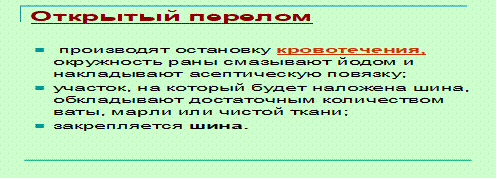 Открытый перелом
производят остановку кровотечения,
окружность раны смазывают йодом и
накладывают асептическую повязку;
участок, на который будет наложена шина,
обкладывают достаточным количеством
ваты, марли или чистой ткани;
закрепляется шина.